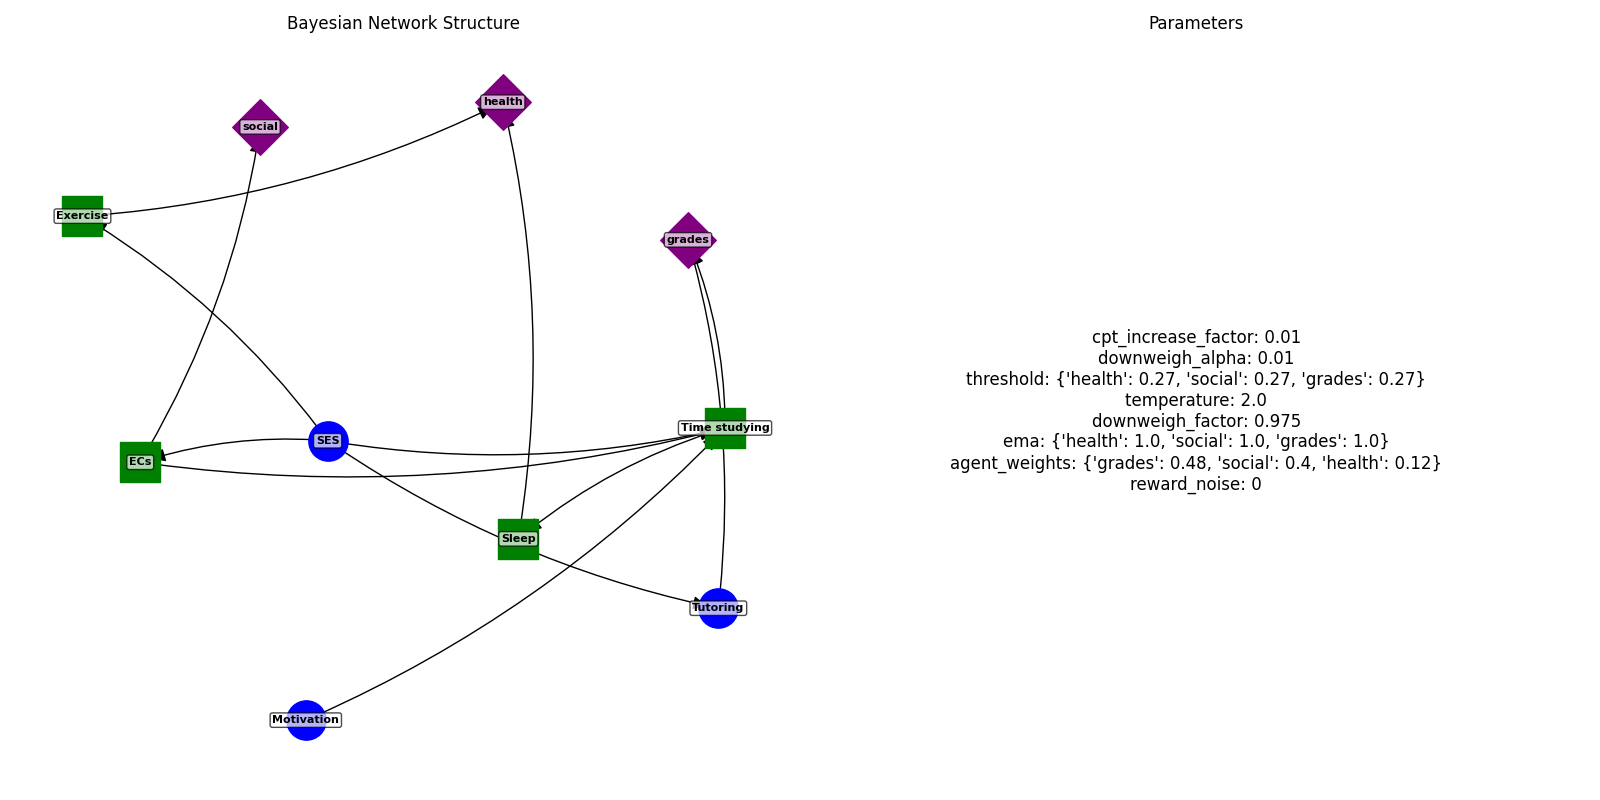 Bayesian Network Structure
Parameters
health
social
Exercise
grades
Time studying
SES
ECs
Sleep
Tutoring
Motivation
cpt_increase_factor: 0.01
downweigh_alpha: 0.01
threshold: {'health': 0.27, 'social': 0.27, 'grades': 0.27}
temperature: 2.0
downweigh_factor: 0.975
ema: {'health': 1.0, 'social': 1.0, 'grades': 1.0}
agent_weights: {'grades': 0.48, 'social': 0.4, 'health': 0.12}
reward_noise: 0